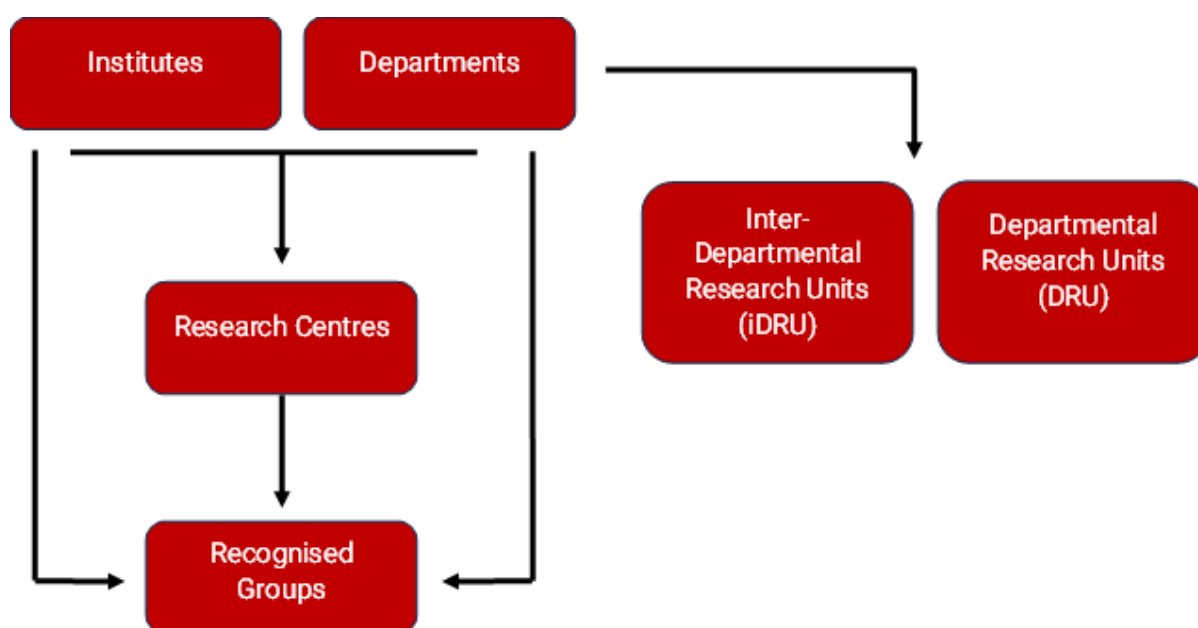 Institutes
Departments
Inter-
Departmental
Research Units
(iDRU)
Departmental
Research Units
(DRU)
Research Centres
Recognised
Groups